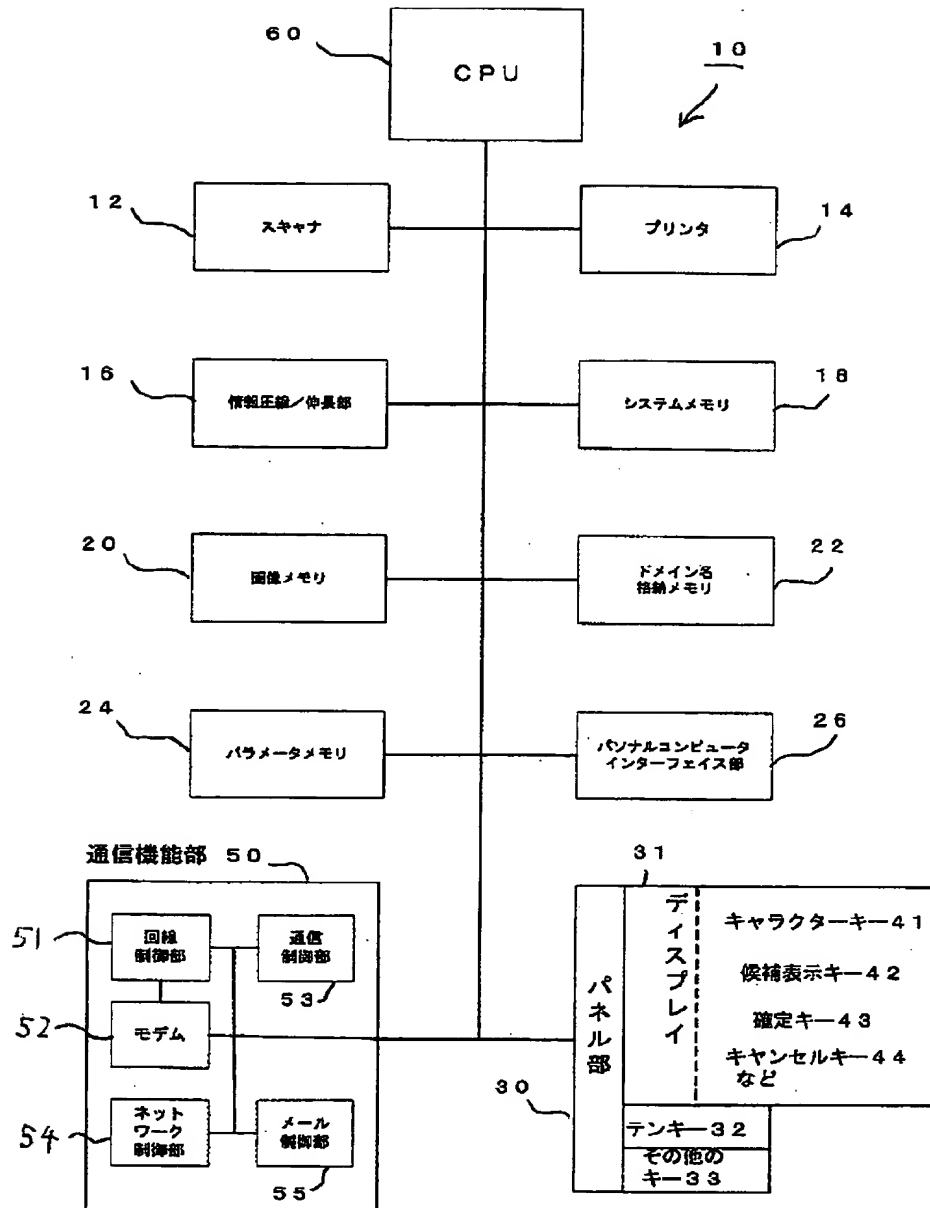 60
CPU
10
12
スキャナ
プリンタ
14
16
情報圧縮/伸長部
システムメモリ
18
20
画像メモリ
ドメイン名
格納メモリ
22
24
パラメータメモリ
パソナルコンピュータ
インターフェイス部
26
通信機能部 50
51
回線
制御部
通信
制御部
53
52
モデム
54
ネット
ワーク
制御部
メール
制御部
55
31
30
パネル部
ディスプレイ
キャラクターキー41
候補表示キー42
確定キー43
キャンセルキー44
など
テンキー32
その他の
キー33